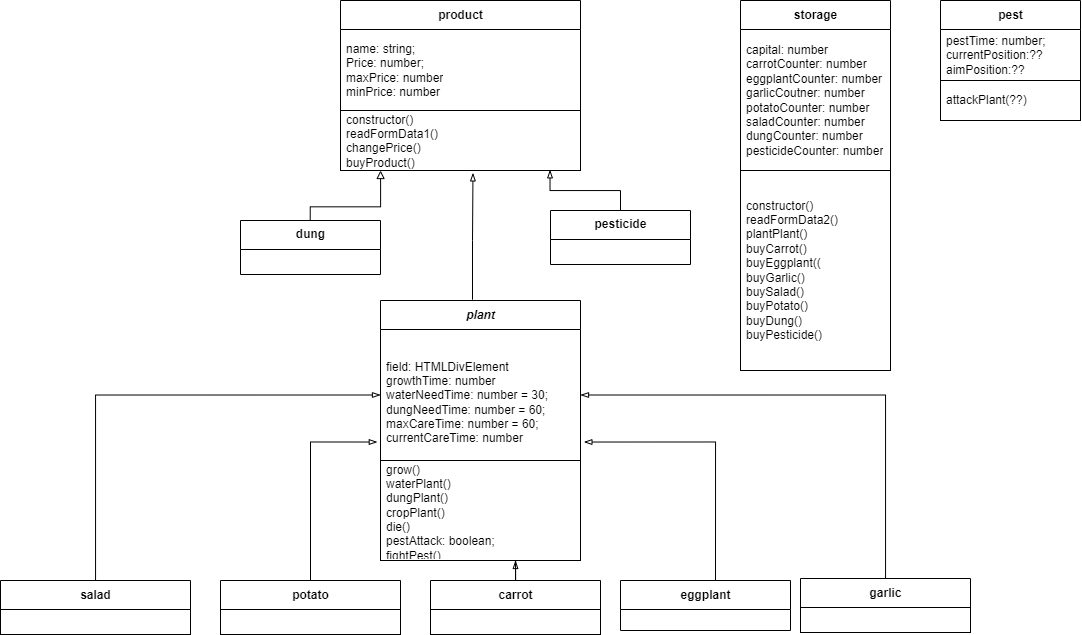 product
name: string;
Price: number;
maxPrice: number
minPrice: number
constructor()
readFormData1()
changePrice()
buyProduct()
storage
capital: number
carrotCounter: number
eggplantCounter: number
garlicCoutner: number
potatoCounter: number
saladCounter: number
dungCounter: number
pesticideCounter: number
constructor()
readFormData2()
plantPlant()
buyCarrot()
buyEggplant((
buyGarlic()
buySalad()
buyPotato()
buyDung()
buyPesticide()
pest
pestTime: number;
currentPosition:??
aimPosition:??
attackPlant(??)
dung
pesticide
plant
field: HTMLDivElement
growthTime: number
waterNeedTime: number = 30;
dungNeedTime: number = 60;
maxCareTime: number = 60;
currentCareTime: number
grow()
waterPlant()
dungPlant()
cropPlant()
die()
pestAttack: boolean;
fightPest()
salad
potato
carrot
eggplant
garlic